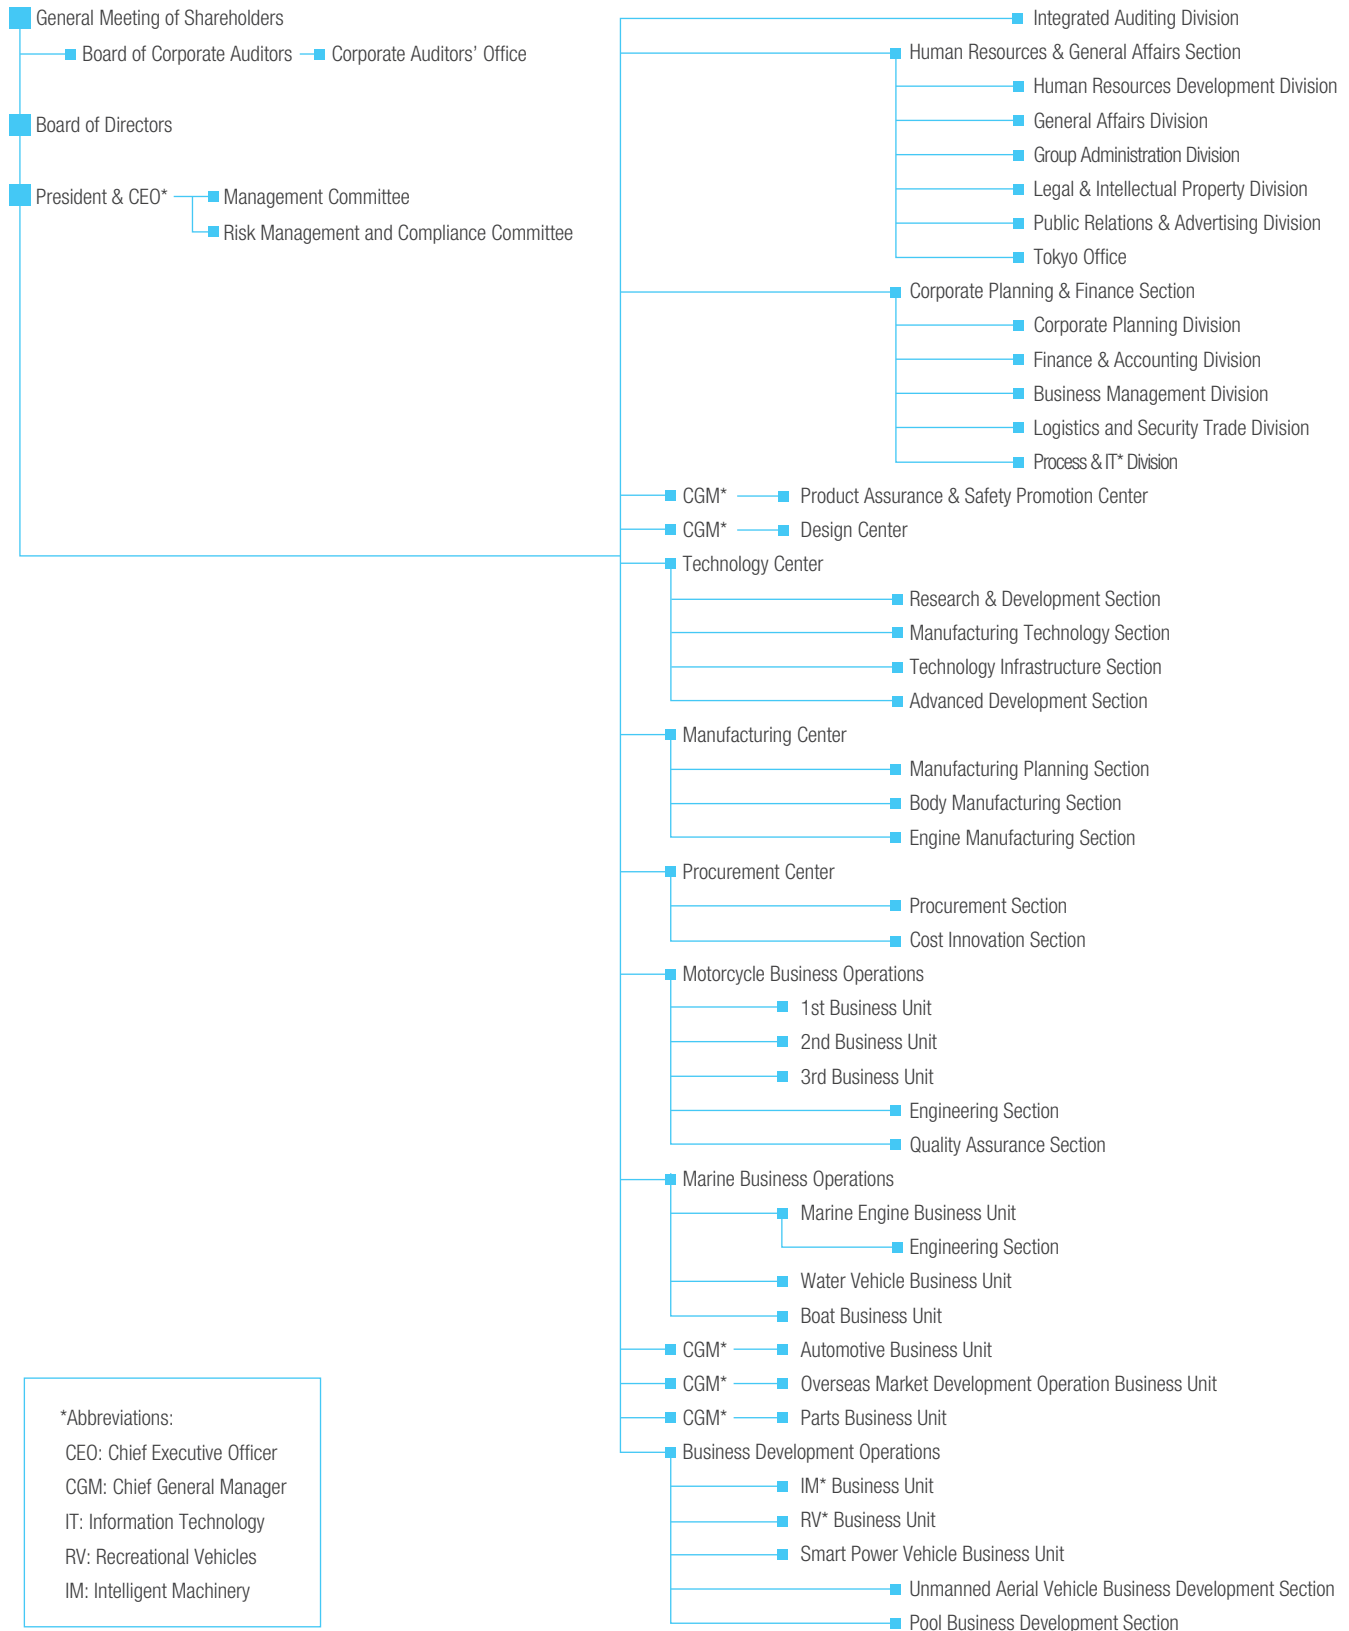 General Meeting of Shareholders
Board of Corporate Auditors
Corporate Auditors’ Office
Board of Directors
President & CEO*
Management Committee
Risk Management and Compliance Committee
Integrated Auditing Division
Human Resources & General Affairs Section
Human Resources Development Division
General Affairs Division
Group Administration Division
Legal & Intellectual Property Division
Public Relations & Advertising Division
Tokyo Office
Corporate Planning & Finance Section
Corporate Planning Division
Finance & Accounting Division
Business Management Division
Logistics and Security Trade Division
Process & IT* Division
CGM*
Product Assurance & Safety Promotion Center
CGM*
Design Center
Technology Center
Research & Development Section
Manufacturing Technology Section
Technology Infrastructure Section
Advanced Development Section
Manufacturing Center
Manufacturing Planning Section
Body Manufacturing Section
Engine Manufacturing Section
Procurement Center
Procurement Section
Cost Innovation Section
Motorcycle Business Operations
1st Business Unit
2nd Business Unit
3rd Business Unit
Engineering Section
Quality Assurance Section
Marine Business Operations
Marine Engine Business Unit
Engineering Section
Water Vehicle Business Unit
Boat Business Unit
CGM*
Automotive Business Unit
CGM*
Overseas Market Development Operation Business Unit
CGM*
Parts Business Unit
Business Development Operations
IM* Business Unit
RV* Business Unit
Smart Power Vehicle Business Unit
Unmanned Aerial Vehicle Business Development Section
Pool Business Development Section
*Abbreviations:
CEO: Chief Executive Officer
CGM: Chief General Manager
IT: Information Technology
RV: Recreational Vehicles
IM: Intelligent Machinery